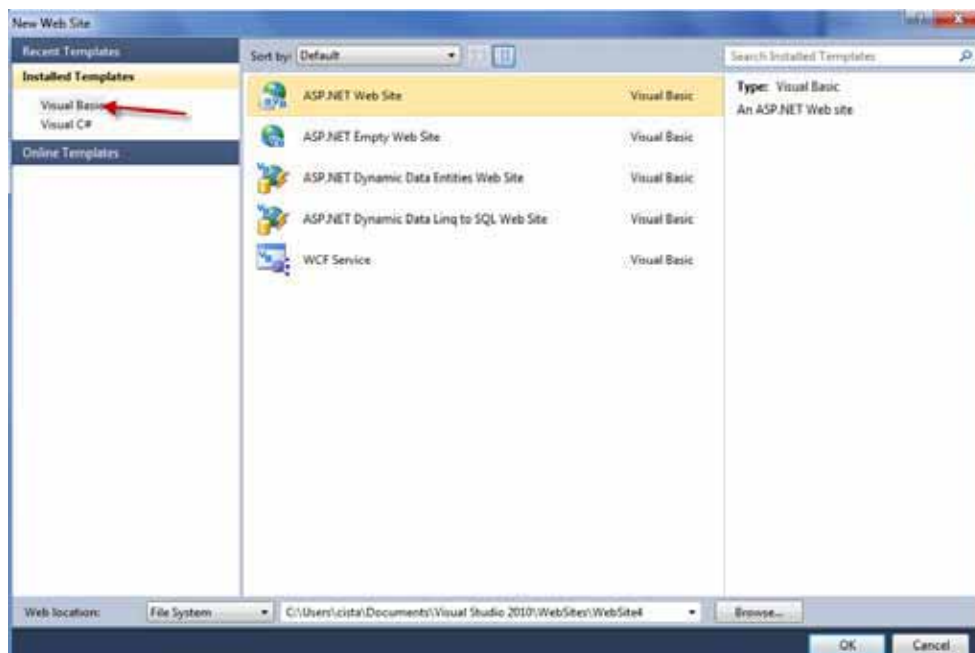 New Web Site
Recent Templates
Installed Templates
Visual Basic
Visual C#
Online Templates
Sort by: Default
ASP.NET Web Site Visual Basic
ASP.NET Empty Web Site Visual Basic
ASP.NET Dynamic Data Entities Web Site Visual Basic
ASP.NET Dynamic Data Linq to SQL Web Site Visual Basic
WCF Service Visual Basic
Search Installed Templates
Type: Visual Basic
An ASP.NET Web site
Web location: File System C:\Users\cista\Documents\Visual Studio 2010\WebSites\WebSite4 Browse...
OK Cancel